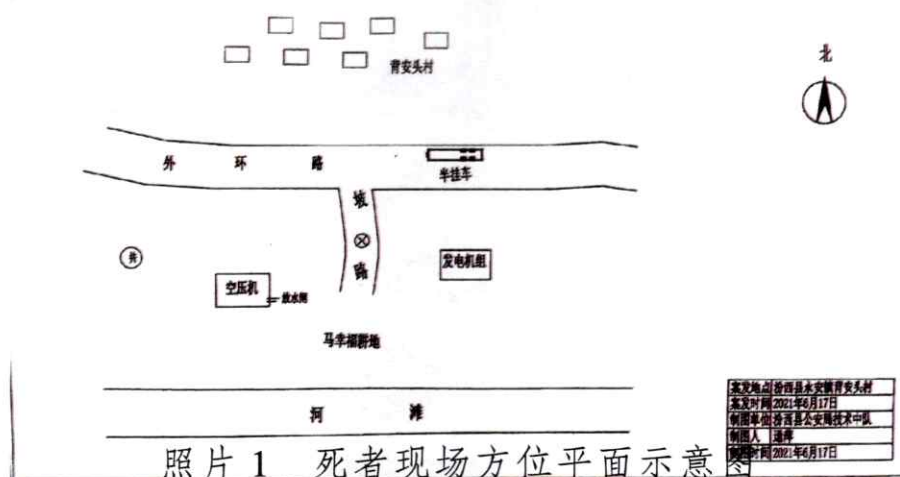 北
青安头村
外 环 路
半挂车
坡
路
井
空压机
放水阀
发电机组
马幸福耕地
河 滩
案发地点 汾西县永安镇青安头村
案发时间 2021年6月17日
制图单位 汾西县公安局技术中队
制图人
制图时间 2021年6月17日
照片1 死者现场方位平面示意图